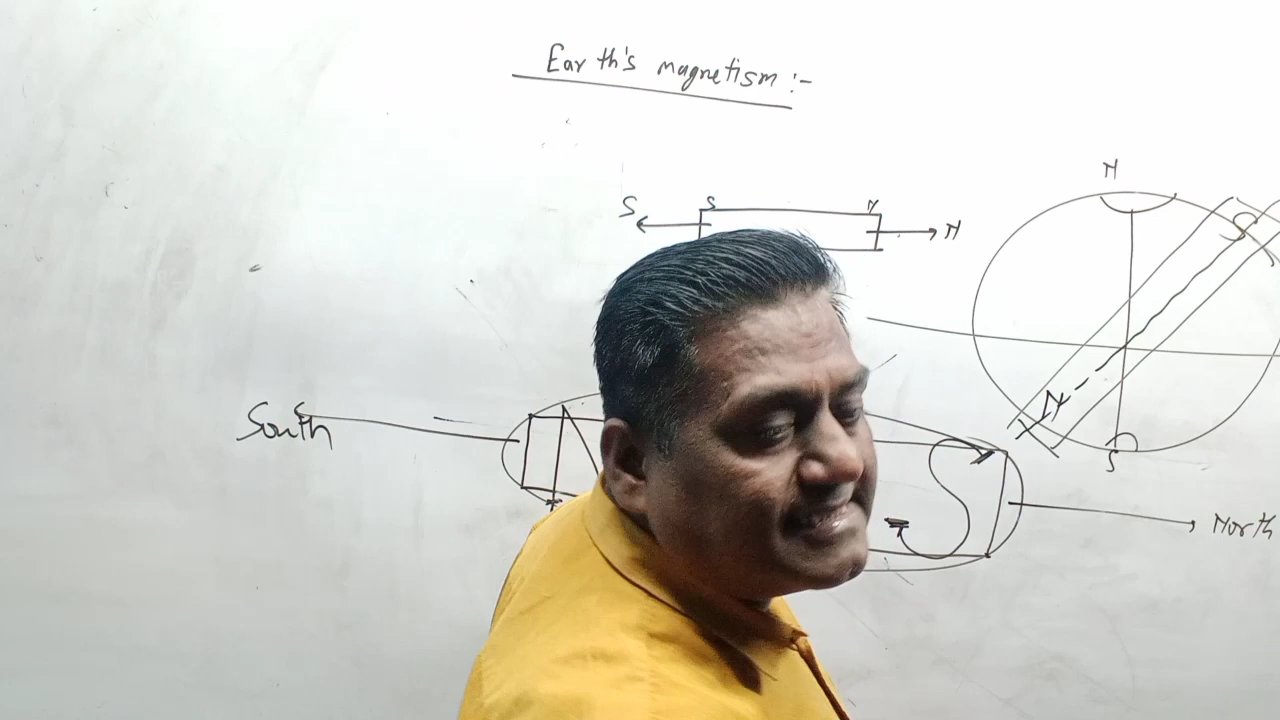 Earth's magnetism :-
N
S S N N
S
South N
N S
North